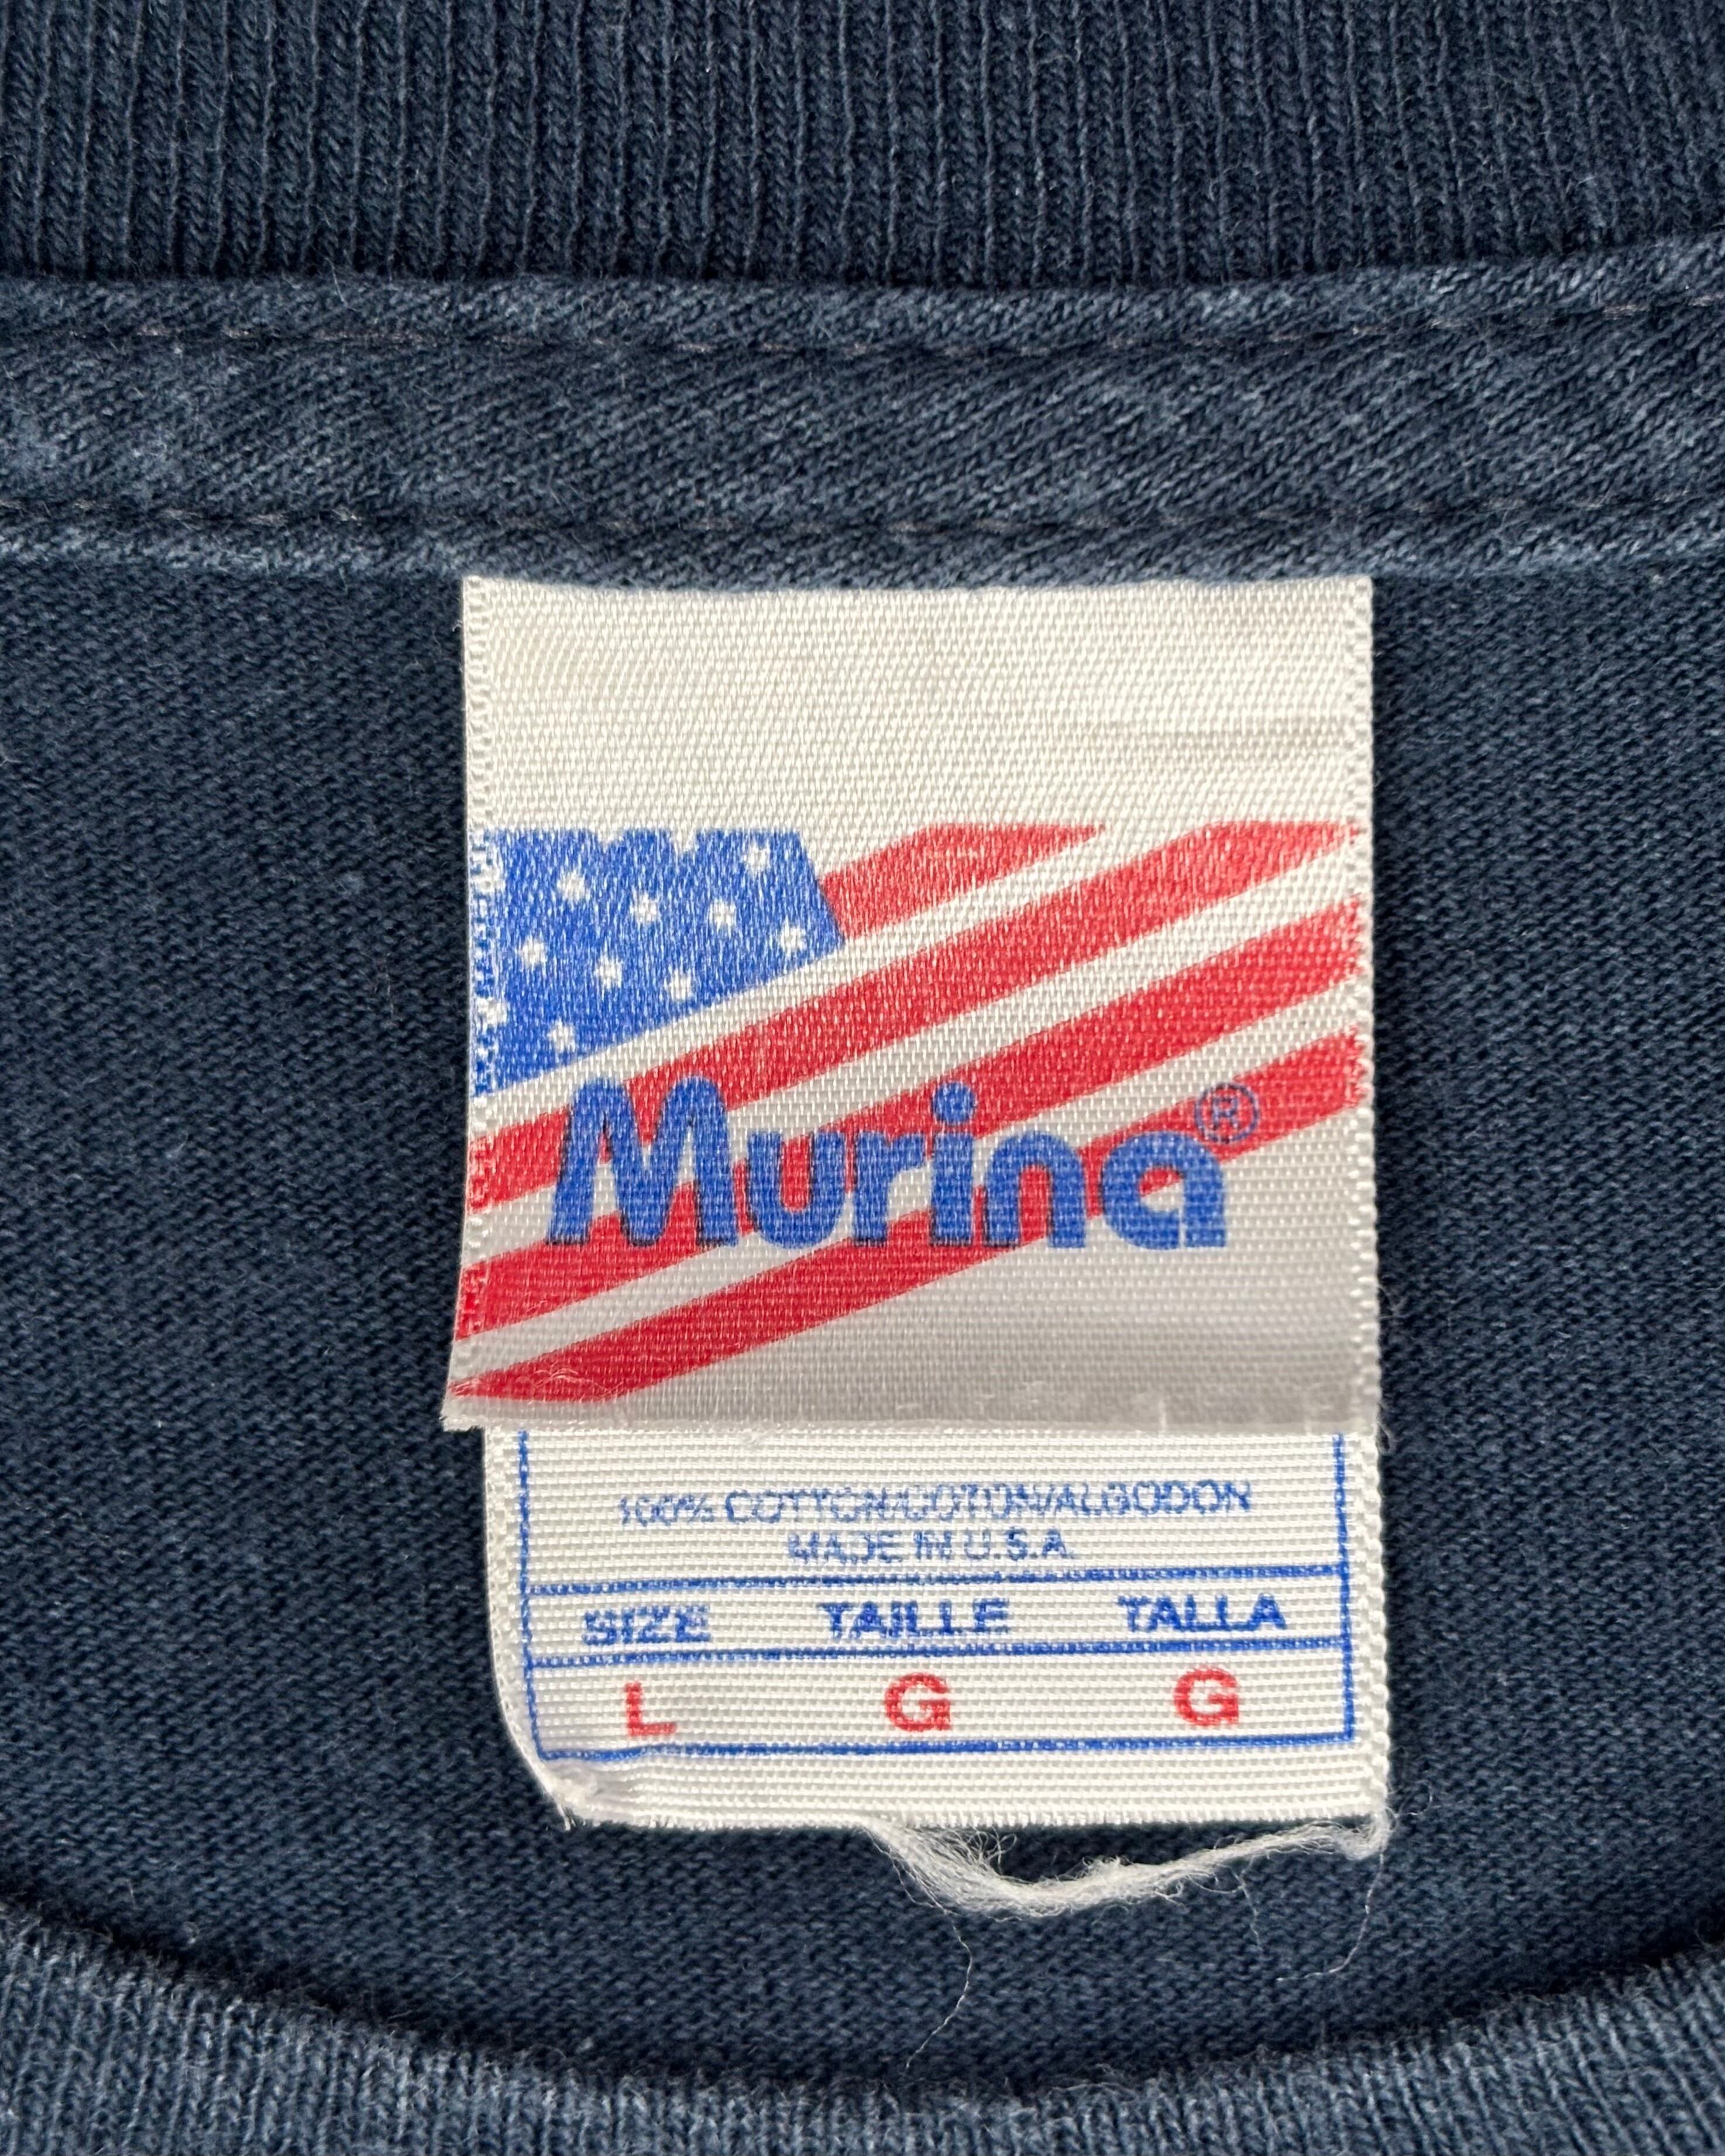 Murina®
100% COTTON/COTON/ALGODON
MADE IN U.S.A.
SIZE TAILLE TALLA
L G G